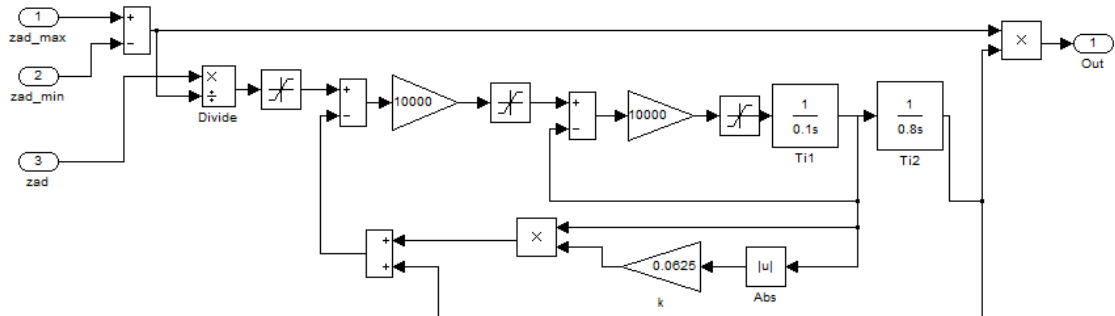 1
zad_max
+
−
2
zad_min
3
zad
×
÷
Divide
+
−
10000
+
−
10000
1
0.1s
Ti1
1
0.8s
Ti2
×
1
Out
+
+
×
0.0625
k
|u|
Abs